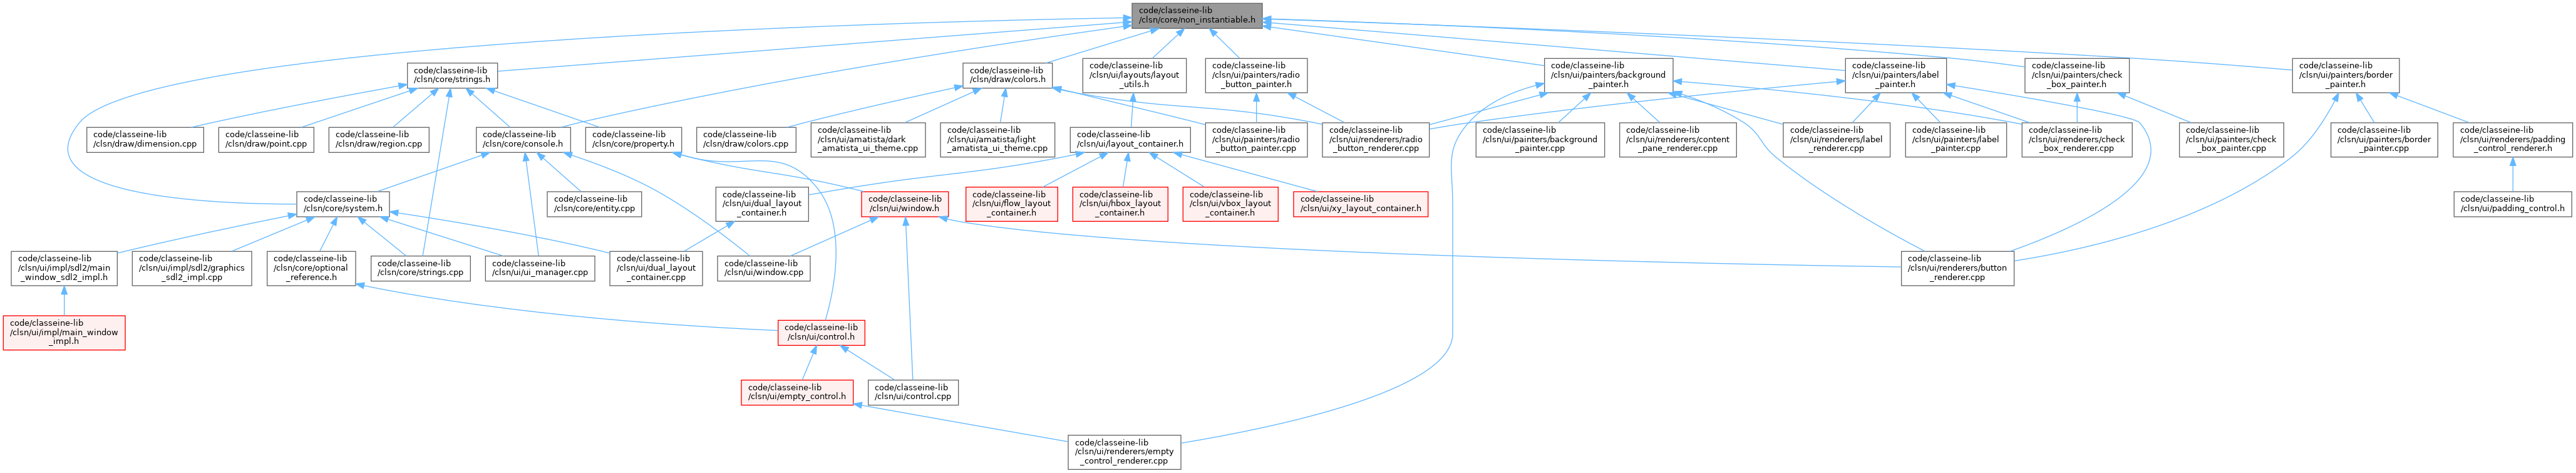 code/classeine-lib
/clsn/core/non_instantiable.h
code/classeine-lib
/clsn/core/strings.h
code/classeine-lib
/clsn/draw/colors.h
code/classeine-lib
/clsn/ui/layouts/layout
_utils.h
code/classeine-lib
/clsn/ui/painters/radio
_button_painter.h
code/classeine-lib
/clsn/ui/painters/background
_painter.h
code/classeine-lib
/clsn/ui/painters/label
_painter.h
code/classeine-lib
/clsn/ui/painters/check
_box_painter.h
code/classeine-lib
/clsn/ui/painters/border
_painter.h
code/classeine-lib
/clsn/draw/dimension.cpp
code/classeine-lib
/clsn/draw/point.cpp
code/classeine-lib
/clsn/draw/region.cpp
code/classeine-lib
/clsn/core/console.h
code/classeine-lib
/clsn/core/property.h
code/classeine-lib
/clsn/draw/colors.cpp
code/classeine-lib
/clsn/ui/amatista/dark
_amatista_ui_theme.cpp
code/classeine-lib
/clsn/ui/amatista/light
_amatista_ui_theme.cpp
code/classeine-lib
/clsn/ui/layout_container.h
code/classeine-lib
/clsn/ui/painters/radio
_button_painter.cpp
code/classeine-lib
/clsn/ui/renderers/radio
_button_renderer.cpp
code/classeine-lib
/clsn/ui/painters/background
_painter.cpp
code/classeine-lib
/clsn/ui/renderers/content
_pane_renderer.cpp
code/classeine-lib
/clsn/ui/renderers/label
_renderer.cpp
code/classeine-lib
/clsn/ui/painters/label
_painter.cpp
code/classeine-lib
/clsn/ui/renderers/check
_box_renderer.cpp
code/classeine-lib
/clsn/ui/painters/check
_box_painter.cpp
code/classeine-lib
/clsn/ui/painters/border
_painter.cpp
code/classeine-lib
/clsn/ui/renderers/padding
_control_renderer.h
code/classeine-lib
/clsn/core/system.h
code/classeine-lib
/clsn/core/entity.cpp
code/classeine-lib
/clsn/ui/dual_layout
_container.h
code/classeine-lib
/clsn/ui/window.h
code/classeine-lib
/clsn/ui/flow_layout
_container.h
code/classeine-lib
/clsn/ui/hbox_layout
_container.h
code/classeine-lib
/clsn/ui/vbox_layout
_container.h
code/classeine-lib
/clsn/ui/xy_layout_container.h
code/classeine-lib
/clsn/ui/padding_control.h
code/classeine-lib
/clsn/ui/impl/sdl2/main
_window_sdl2_impl.h
code/classeine-lib
/clsn/ui/impl/sdl2/graphics
_sdl2_impl.cpp
code/classeine-lib
/clsn/core/optional
_reference.h
code/classeine-lib
/clsn/core/strings.cpp
code/classeine-lib
/clsn/ui/ui_manager.cpp
code/classeine-lib
/clsn/ui/dual_layout
_container.cpp
code/classeine-lib
/clsn/ui/window.cpp
code/classeine-lib
/clsn/ui/renderers/button
_renderer.cpp
code/classeine-lib
/clsn/ui/impl/main_window
_impl.h
code/classeine-lib
/clsn/ui/control.h
code/classeine-lib
/clsn/ui/empty_control.h
code/classeine-lib
/clsn/ui/control.cpp
code/classeine-lib
/clsn/ui/renderers/empty
_control_renderer.cpp